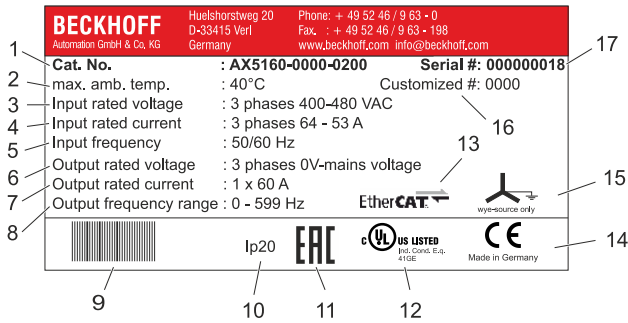 BECKHOFF
Automation GmbH & Co, KG
Huelshorstweg 20
D-33415 Verl
Germany
Phone: + 49 52 46 / 9 63 - 0
Fax. : + 49 52 46 / 9 63 - 198
www.beckhoff.com info@beckhoff.com
1 Cat. No. : AX5160-0000-0200 Serial #: 000000018 17
2 max. amb. temp. : 40°C Customized #: 0000
3 Input rated voltage : 3 phases 400-480 VAC
16
4 Input rated current : 3 phases 64 - 53 A
5 Input frequency : 50/60 Hz
13
6 Output rated voltage : 3 phases 0V-mains voltage
7 Output rated current : 1 x 60 A
15
8 Output frequency range : 0 - 599 Hz
EtherCAT
wye-source only
Ip20
EAC
c UL US LISTED
Ind. Cond. E.q.
41GE
CE
Made in Germany
14
9
10
11
12